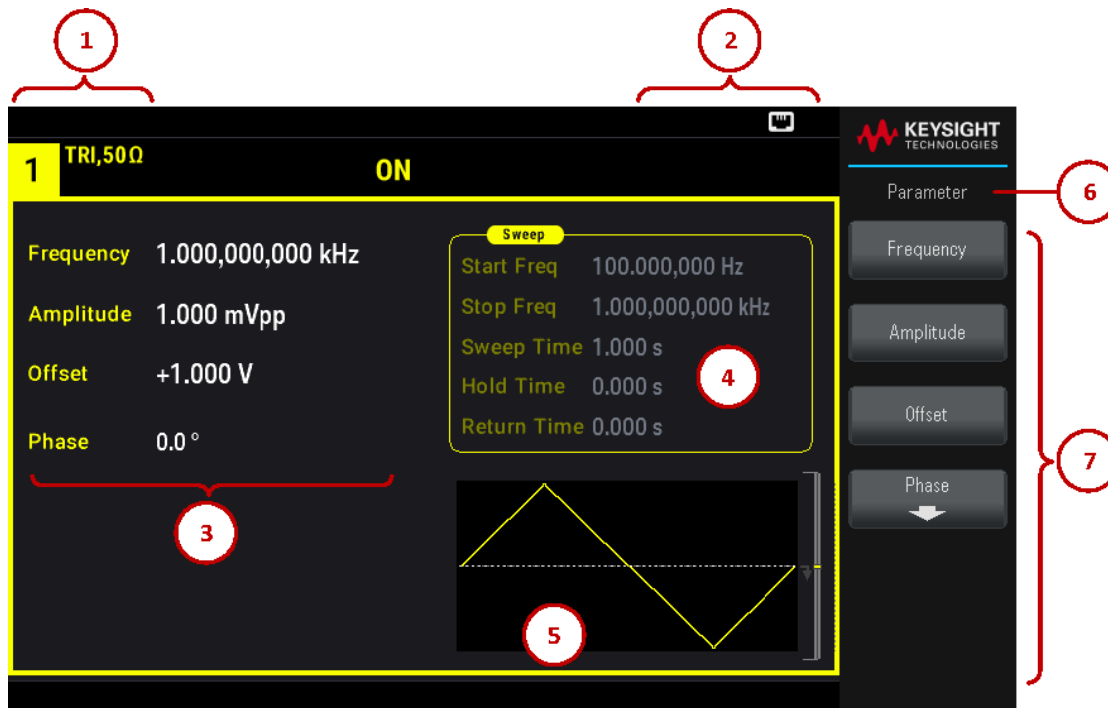 1
2
KEYSIGHT
TECHNOLOGIES
1 TRI,50Ω ON
Parameter
6
Frequency 1.000,000,000 kHz
Amplitude 1.000 mVpp
Offset +1.000 V
Phase 0.0 °
3
Sweep
Start Freq 100.000,000 Hz
Stop Freq 1.000,000,000 kHz
Sweep Time 1.000 s
Hold Time 0.000 s
Return Time 0.000 s
4
5
Frequency
Amplitude
Offset
Phase
7